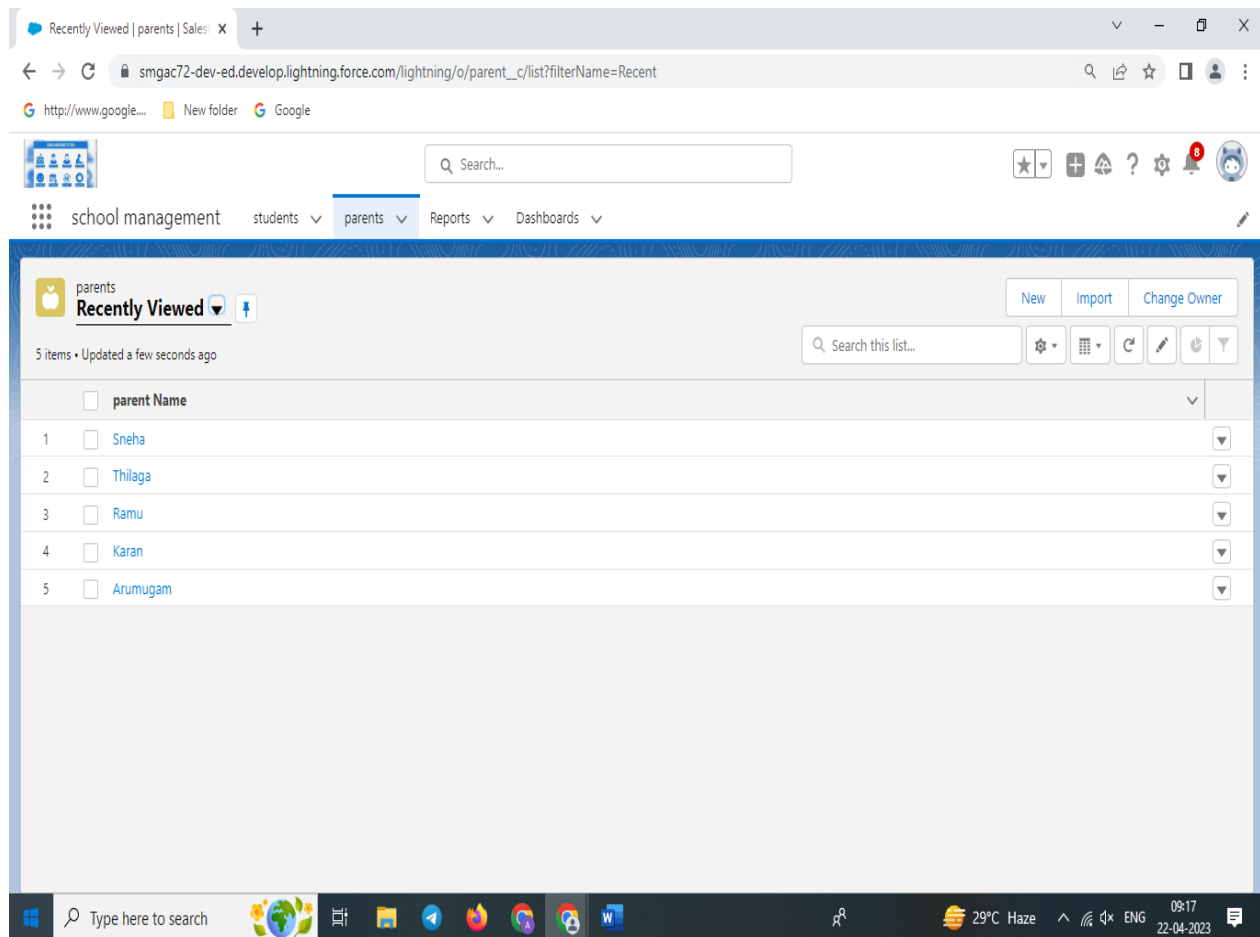 Recently Viewed | parents | Sales
smgac72-dev-ed.develop.lightning.force.com/lightning/o/parent__c/list?filterName=Recent
http://www.google.... New folder Google
Search...
8
school management students parents Reports Dashboards
parents
Recently Viewed
New Import Change Owner
5 items • Updated a few seconds ago
Search this list...
parent Name
1 Sneha
2 Thilaga
3 Ramu
4 Karan
5 Arumugam
Type here to search
29°C Haze ENG
09:17
22-04-2023